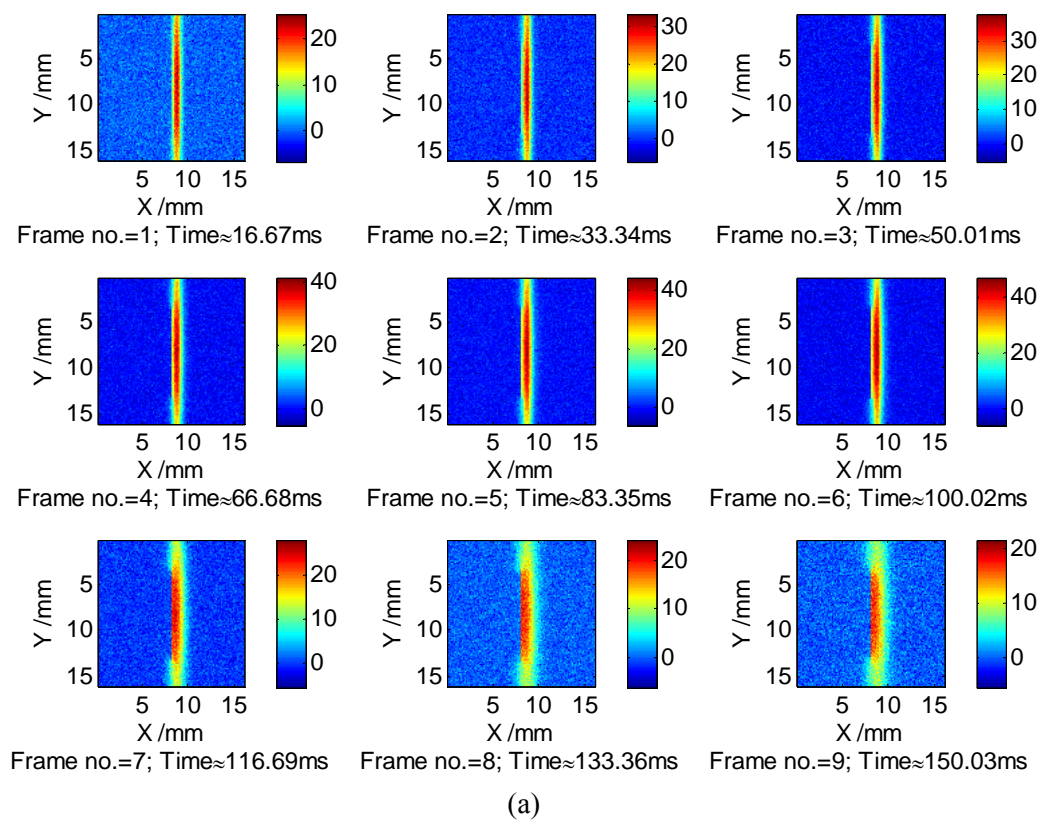 5
10
15
Y /mm
5 10 15
X /mm
20
10
0
Frame no.=1; Time≈16.67ms
5
10
15
Y /mm
5 10 15
X /mm
30
20
10
0
Frame no.=2; Time≈33.34ms
5
10
15
Y /mm
5 10 15
X /mm
30
20
10
0
Frame no.=3; Time≈50.01ms
5
10
15
Y /mm
5 10 15
X /mm
40
20
0
Frame no.=4; Time≈66.68ms
5
10
15
Y /mm
5 10 15
X /mm
40
20
0
Frame no.=5; Time≈83.35ms
5
10
15
Y /mm
5 10 15
X /mm
40
20
0
Frame no.=6; Time≈100.02ms
5
10
15
Y /mm
5 10 15
X /mm
20
10
0
Frame no.=7; Time≈116.69ms
5
10
15
Y /mm
5 10 15
X /mm
20
10
0
Frame no.=8; Time≈133.36ms
5
10
15
Y /mm
5 10 15
X /mm
20
10
0
Frame no.=9; Time≈150.03ms
(a)